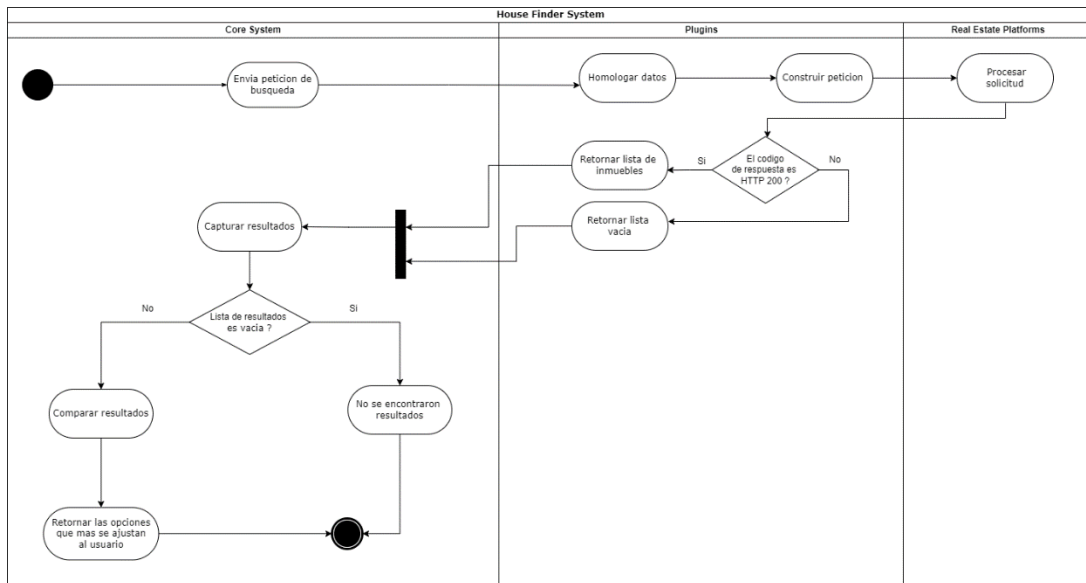 House Finder System
Core System
Plugins
Real Estate Platforms
Envia peticion de
busqueda
Homologar datos
Construir peticion
Procesar
solicitud
El codigo
de respuesta es
HTTP 200 ?
Si
No
Retornar lista de
inmuebles
Retornar lista
vacia
Capturar resultados
Lista de resultados
es vacia ?
No
Si
Comparar resultados
No se encontraron
resultados
Retornar las opciones
que mas se ajustan
al usuario